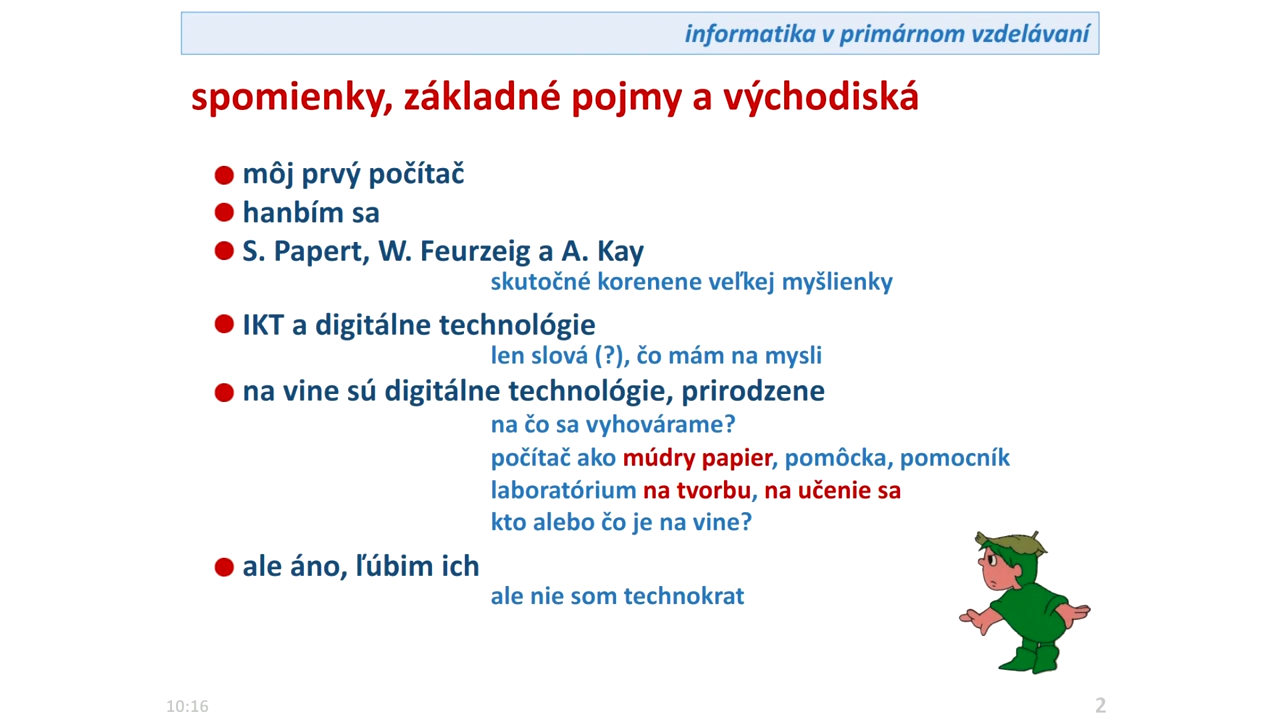 informatika v primárnom vzdelávaní
spomienky, základné pojmy a východiská
môj prvý počítač
hanbím sa
S. Papert, W. Feurzeig a A. Kay
skutočné korenene veľkej myšlienky
IKT a digitálne technológie
len slová (?), čo mám na mysli
na vine sú digitálne technológie, prirodzene
na čo sa vyhovárame?
počítač ako múdry papier, pomôcka, pomocník
laboratórium na tvorbu, na učenie sa
kto alebo čo je na vine?
ale áno, ľúbim ich
ale nie som technokrat
10:16
2